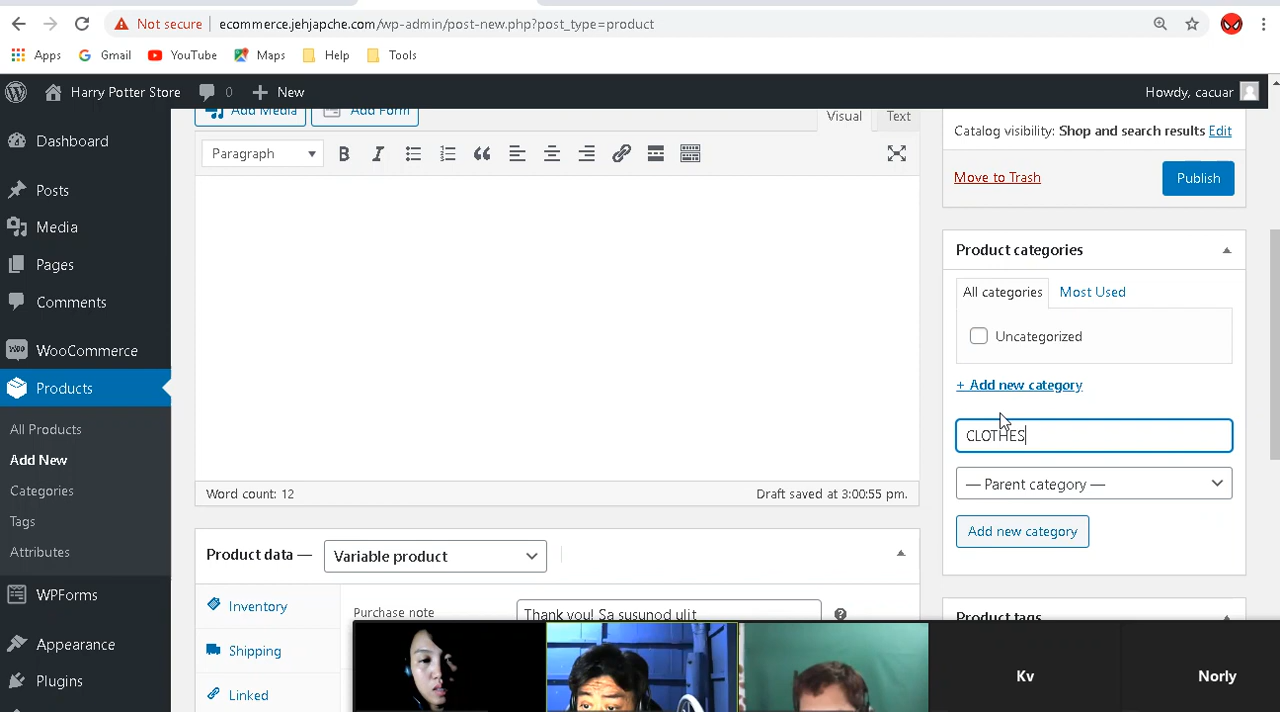 Not secure ecommerce.jehjapche.com/wp-admin/post-new.php?post_type=product
Apps Gmail YouTube Maps Help Tools
Harry Potter Store 0 New Howdy, cacuar
Dashboard
Posts
Media
Pages
Comments
WooCommerce
Products
All Products
Add New
Categories
Tags
Attributes
WPForms
Appearance
Plugins
Add Media Add Form Visual Text
Paragraph
Word count: 12 Draft saved at 3:00:55 pm.
Product data — Variable product
Inventory
Shipping
Linked
Purchase note Thank you! Sa susunod ulit
Catalog visibility: Shop and search results Edit
Move to Trash Publish
Product categories
All categories Most Used
Uncategorized
+ Add new category
CLOTHES
— Parent category —
Add new category
Product tags
Kv Norly